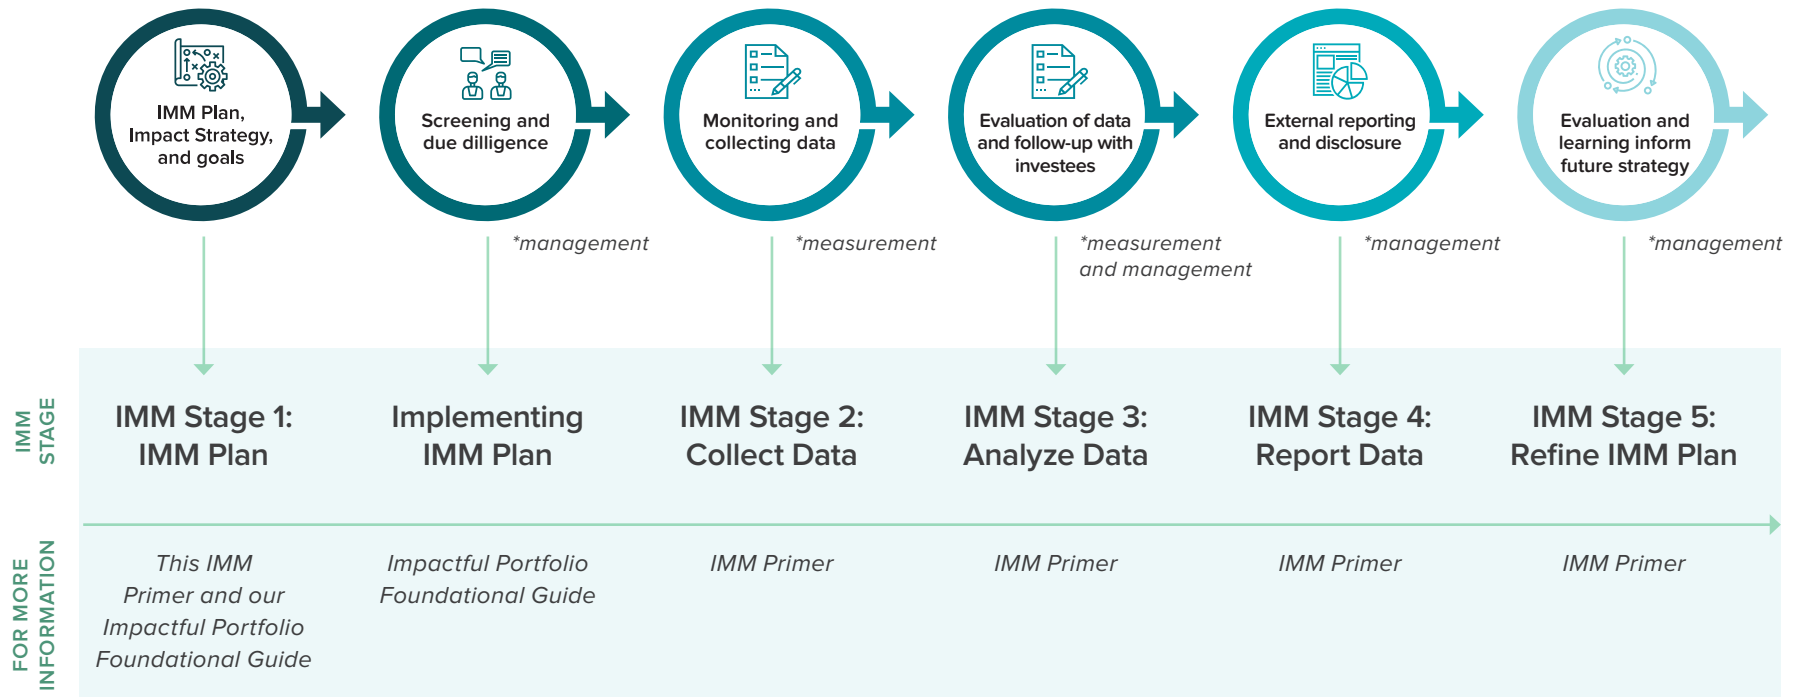 IMM Plan,
Impact Strategy,
and goals
Screening and
due dilligence
Monitoring and
collecting data
Evaluation of data
and follow-up with
investees
External reporting
and disclosure
Evaluation and
learning inform
future strategy
*management
*measurement
*measurement
and management
*management
*management
IMM
STAGE
IMM Stage 1:
IMM Plan
Implementing
IMM Plan
IMM Stage 2:
Collect Data
IMM Stage 3:
Analyze Data
IMM Stage 4:
Report Data
IMM Stage 5:
Refine IMM Plan
FOR MORE
INFORMATION
This IMM
Primer and our
Impactful Portfolio
Foundational Guide
Impactful Portfolio
Foundational Guide
IMM Primer
IMM Primer
IMM Primer
IMM Primer